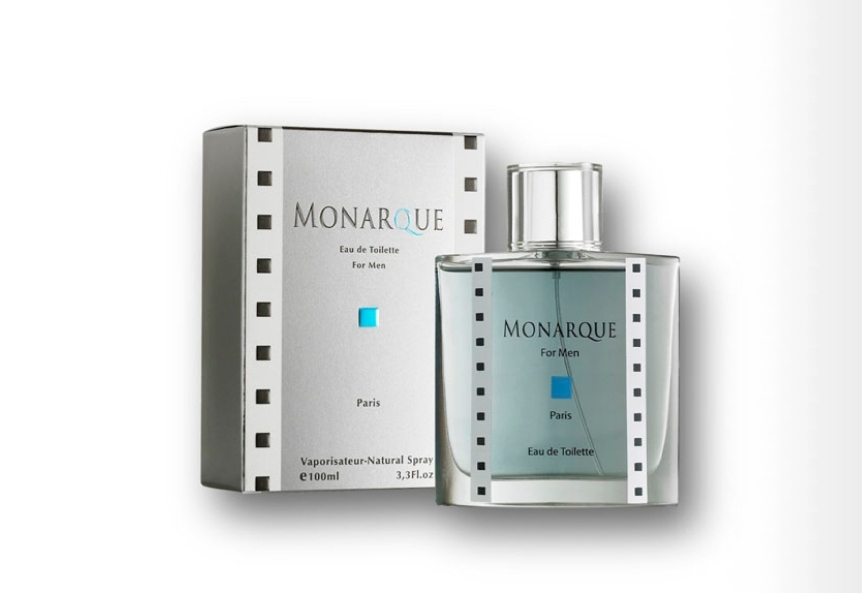 MONARQUE
Eau de Toilette
For Men
Paris
Vaporisateur-Natural Spray
e100ml 3,3Fl.oz
MONARQUE
For Men
Paris
Eau de Toilette